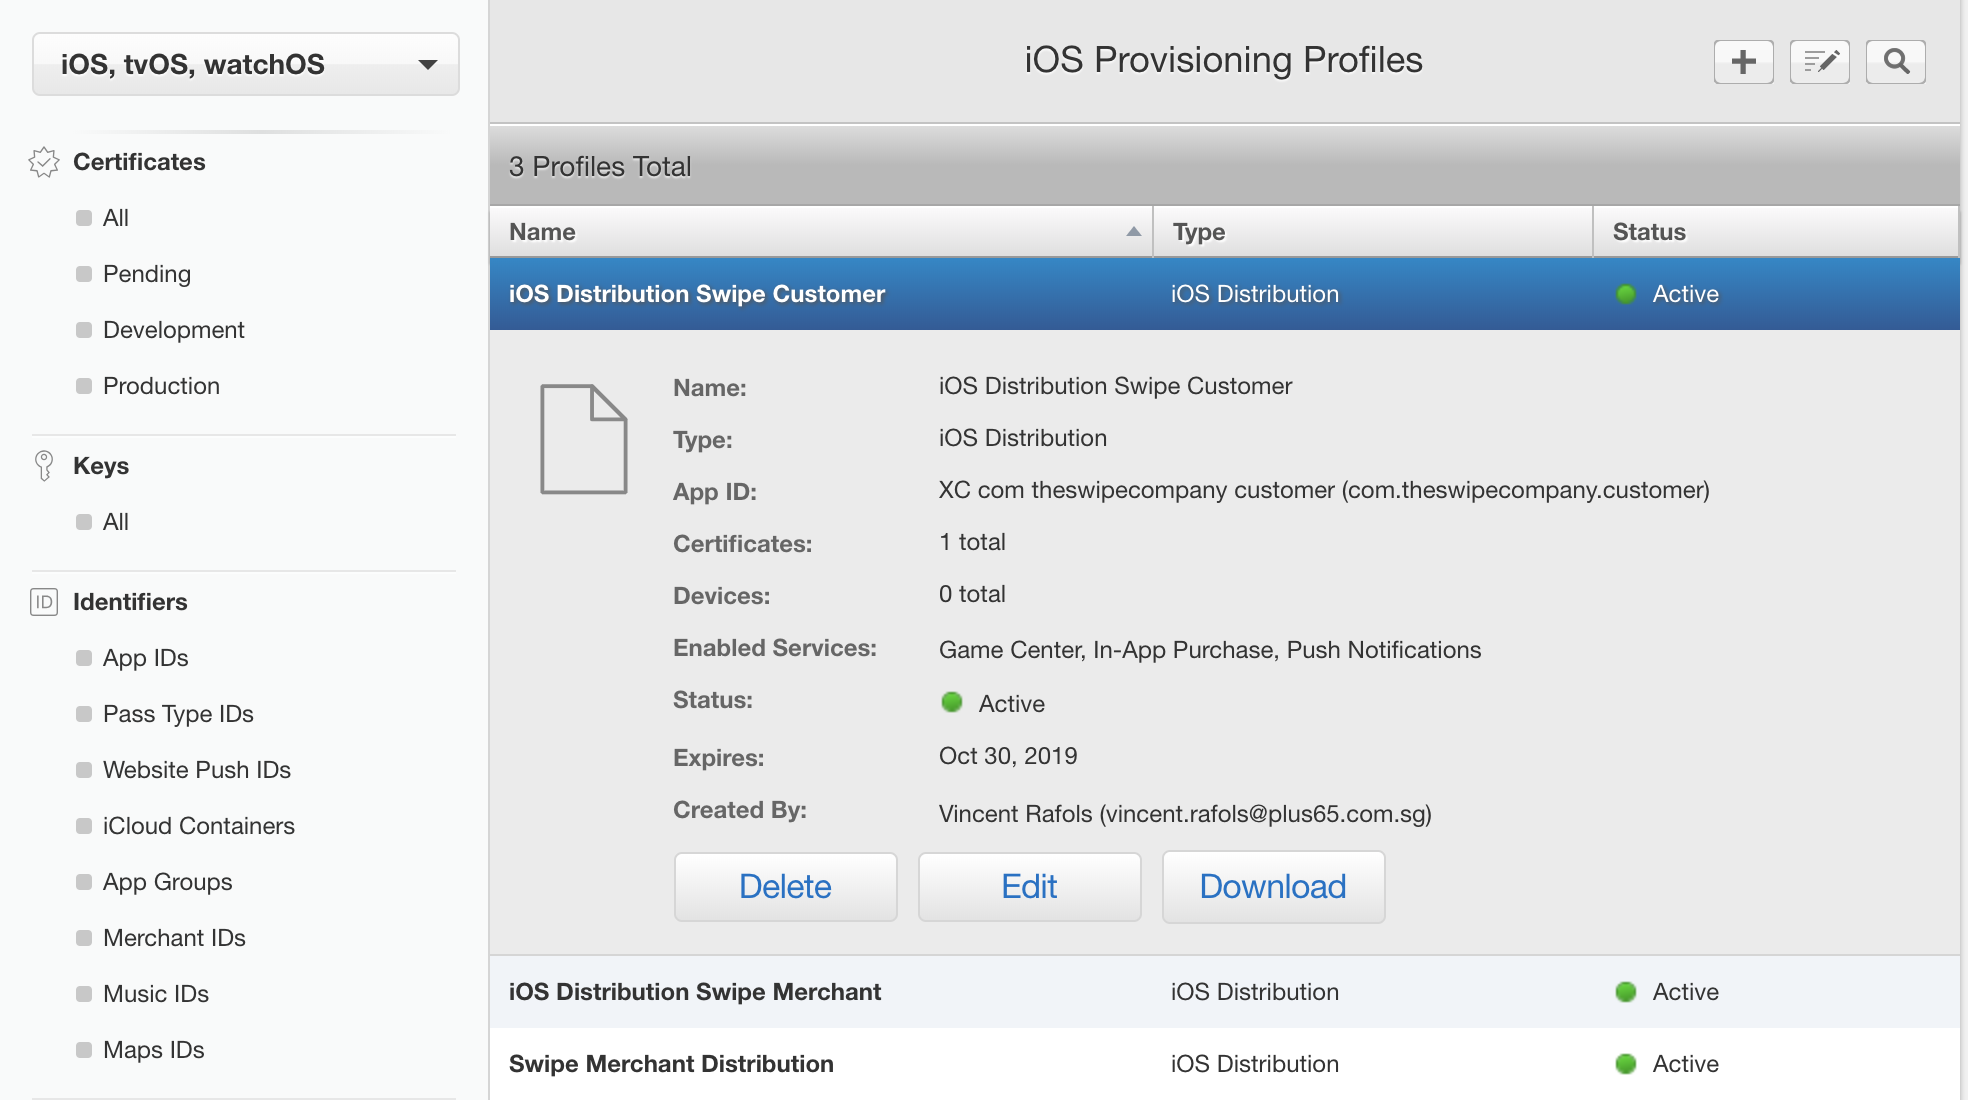 iOS, tvOS, watchOS
Certificates
All
Pending
Development
Production
Keys
All
ID Identifiers
App IDs
Pass Type IDs
Website Push IDs
iCloud Containers
App Groups
Merchant IDs
Music IDs
Maps IDs
iOS Provisioning Profiles
3 Profiles Total
Name Type Status
iOS Distribution Swipe Customer iOS Distribution Active
Name: iOS Distribution Swipe Customer
Type: iOS Distribution
App ID: XC com theswipecompany customer (com.theswipecompany.customer)
Certificates: 1 total
Devices: 0 total
Enabled Services: Game Center, In-App Purchase, Push Notifications
Status: Active
Expires: Oct 30, 2019
Created By: Vincent Rafols (vincent.rafols@plus65.com.sg)
Delete Edit Download
iOS Distribution Swipe Merchant iOS Distribution Active
Swipe Merchant Distribution iOS Distribution Active